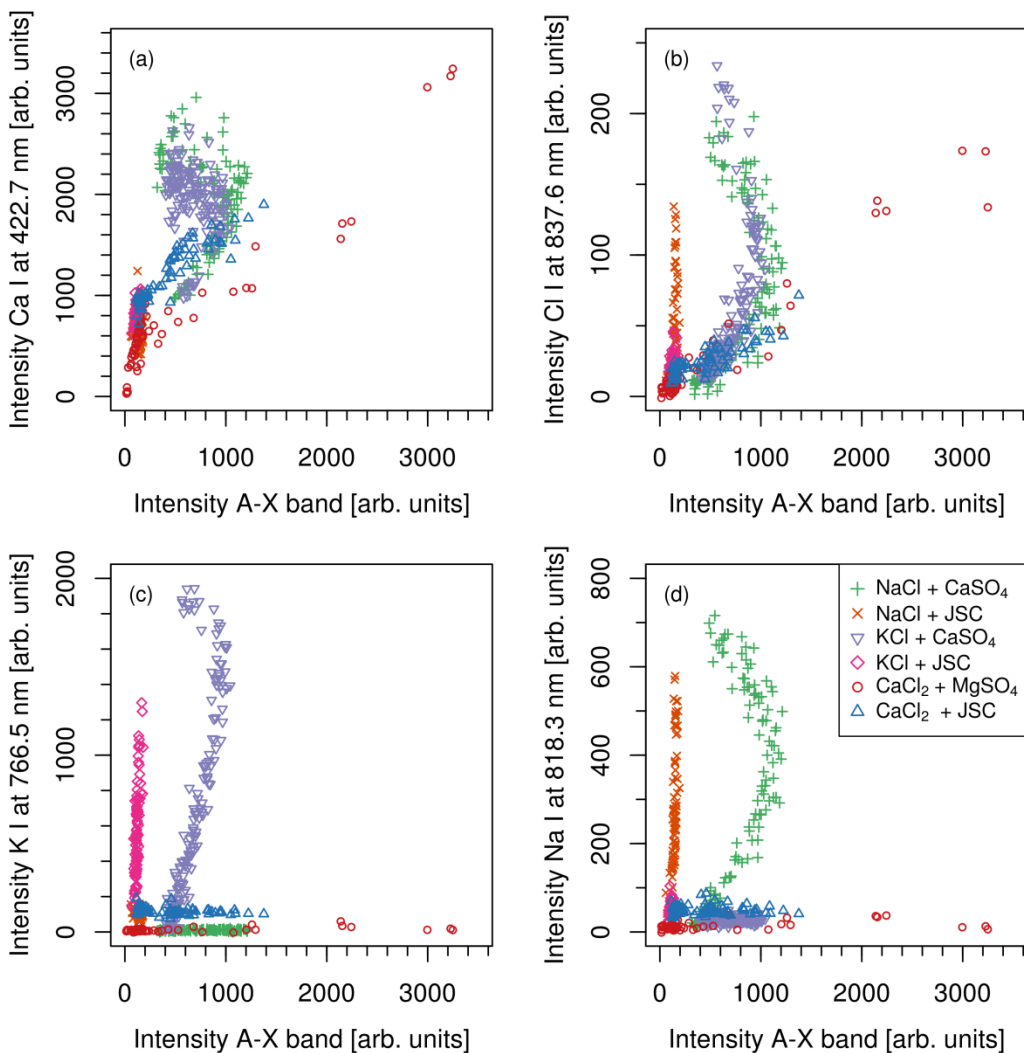 (a)
Intensity Ca I at 422.7 nm [arb. units]
0 1000 2000 3000
0 1000 2000 3000
Intensity A-X band [arb. units]
(b)
Intensity Cl I at 837.6 nm [arb. units]
0 100 200
0 1000 2000 3000
Intensity A-X band [arb. units]
(c)
Intensity K I at 766.5 nm [arb. units]
0 1000 2000
0 1000 2000 3000
Intensity A-X band [arb. units]
(d)
Intensity Na I at 818.3 nm [arb. units]
0 200 400 600 800
NaCl + CaSO₄
NaCl + JSC
KCl + CaSO₄
KCl + JSC
CaCl₂ + MgSO₄
CaCl₂ + JSC
0 1000 2000 3000
Intensity A-X band [arb. units]